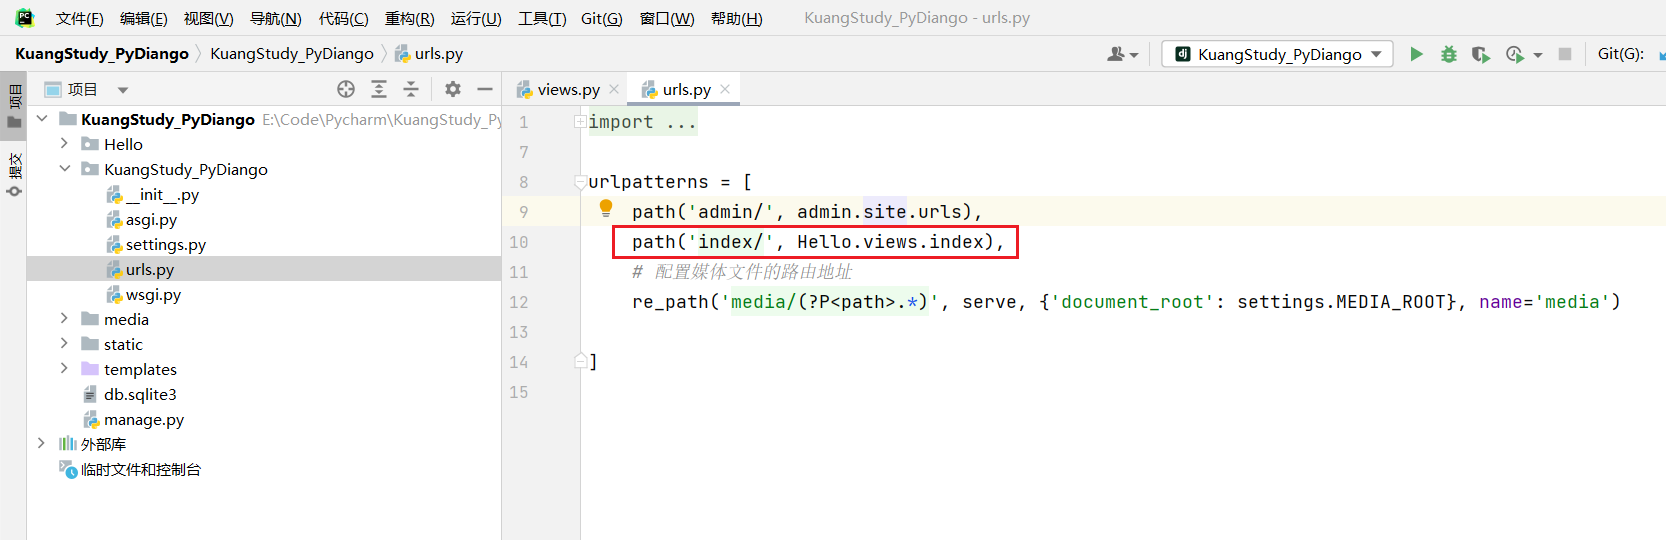 PC 文件(F) 编辑(E) 视图(V) 导航(N) 代码(C) 重构(R) 运行(U) 工具(T) Git(G) 窗口(W) 帮助(H) KuangStudy_PyDiango - urls.py
KuangStudy_PyDiango KuangStudy_PyDiango urls.py dj KuangStudy_PyDiango Git(G):
项目
提交
项目
KuangStudy_PyDiango E:\Code\Pycharm\KuangStudy_Py
Hello
KuangStudy_PyDiango
__init__.py
asgi.py
settings.py
urls.py
wsgi.py
media
static
templates
db.sqlite3
manage.py
外部库
临时文件和控制台
views.py urls.py
1 import ...
7
8 urlpatterns = [
9 path('admin/', admin.site.urls),
10 path('index/', Hello.views.index),
11 # 配置媒体文件的路由地址
12 re_path('media/(?P<path>.*)', serve, {'document_root': settings.MEDIA_ROOT}, name='media')
13
14 ]
15